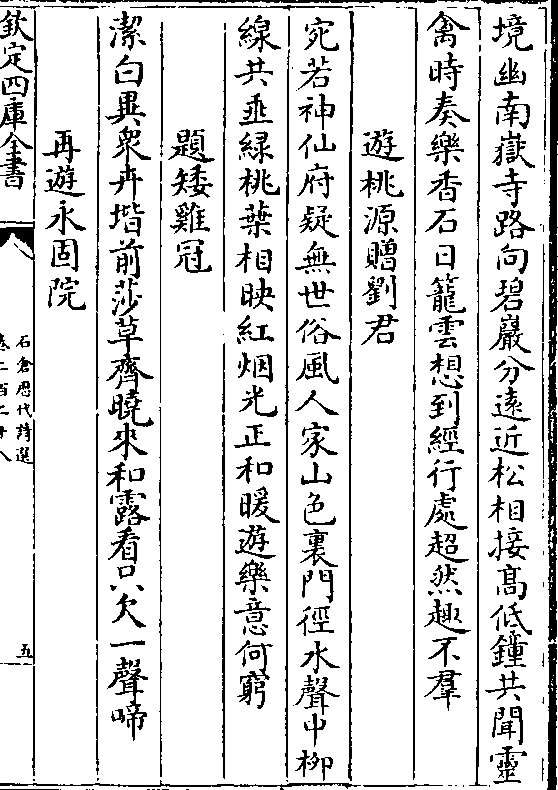 境幽南嶽寺路向碧巖分遠近松相接髙低鐘共聞靈
禽時奏樂香石日籠雲想到經行處超然趣不羣
遊桃源贈劉君
宛若神仙府疑無世俗風人家山色裏門徑水聲中栁
線共垂緑桃葉相映紅烟光正和暖遊樂意何窮
題矮雞冠
潔白異衆卉堦前莎草齊曉來和露看只欠一聲啼
再遊永固院
欽定四庫全書
石倉歴代詩選
卷二百二十八
五